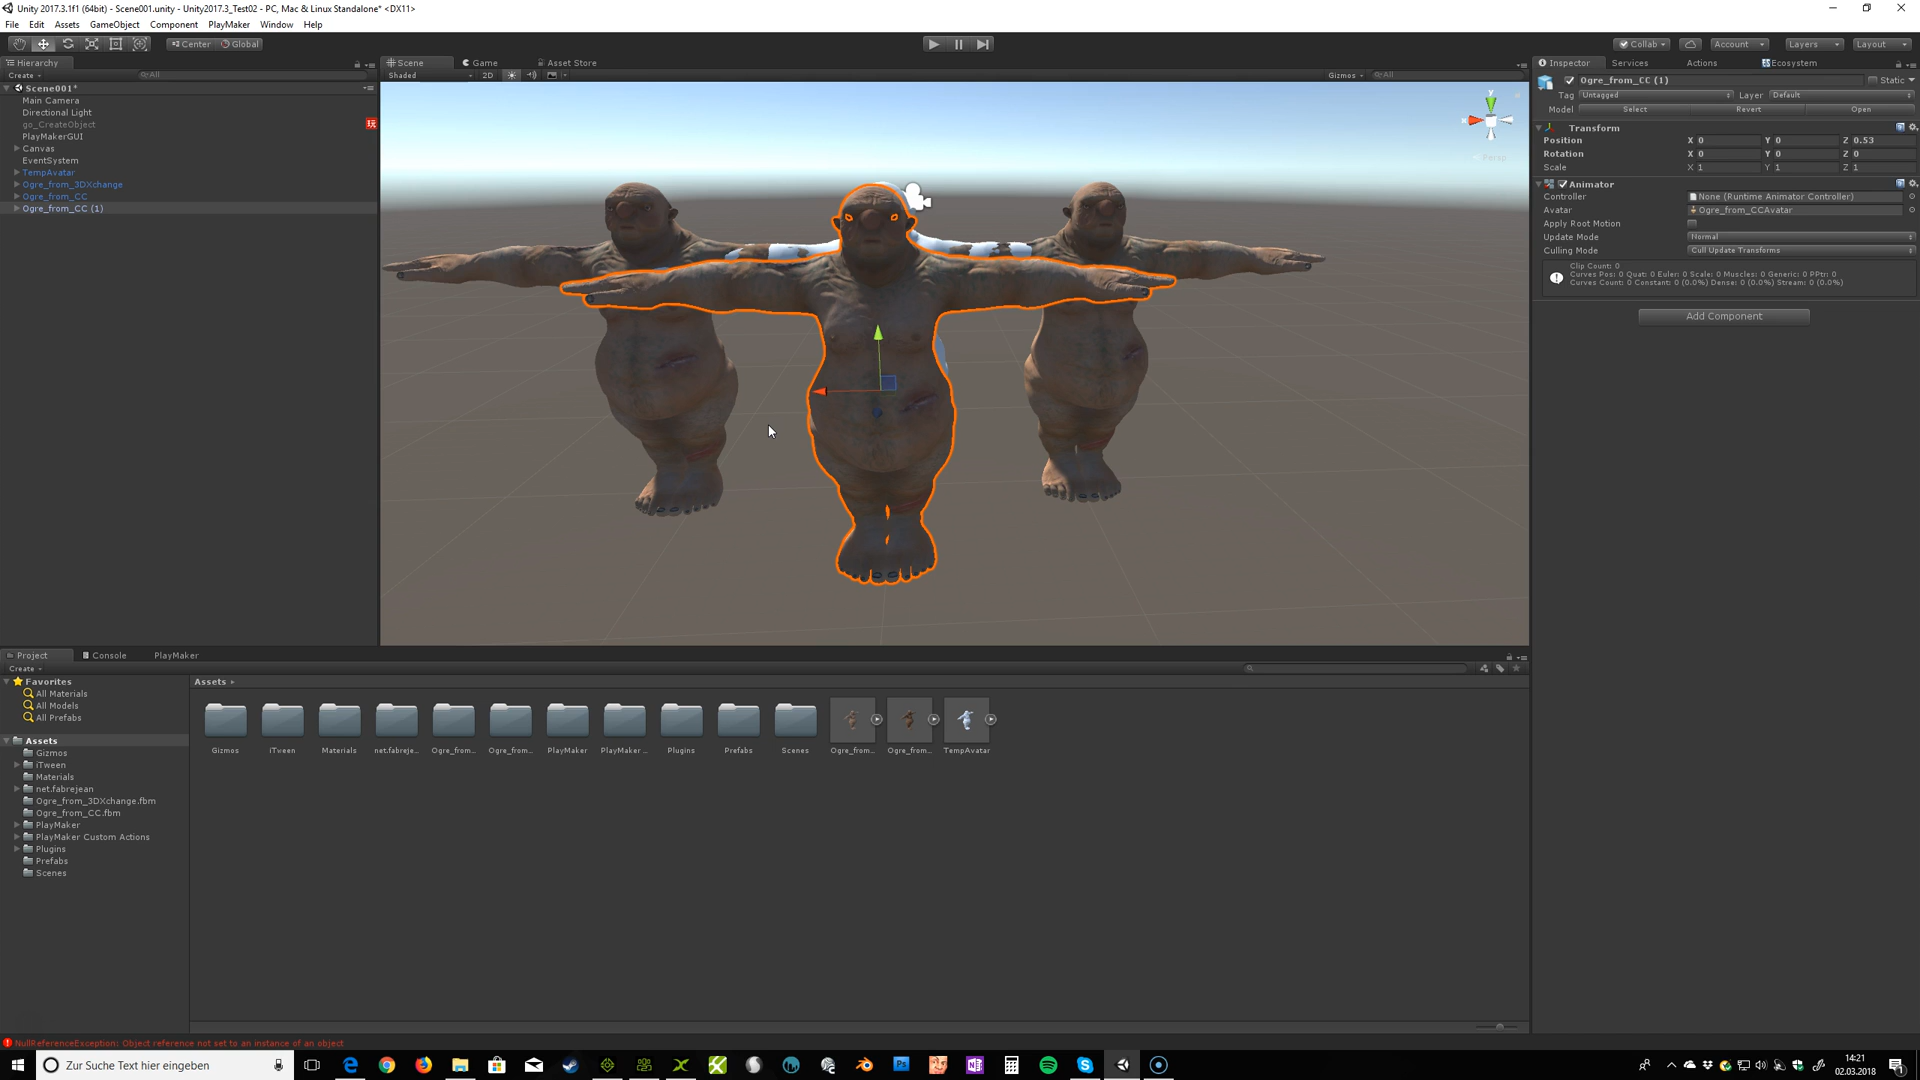 Unity 2017.3.1f1 (64bit) - Scene001.unity - Unity2017.3_Test02 - PC, Mac & Linux Standalone* <DX11>
File Edit Assets GameObject Component PlayMaker Window Help
Center Global
Collab Account Layers Layout
Hierarchy
Create All
Scene001*
Main Camera
Directional Light
go_CreateObject
PlayMakerGUI
Canvas
EventSystem
TempAvatar
Ogre_from_3DXchange
Ogre_from_CC
Ogre_from_CC (1)
Scene Game Asset Store
Shaded 2D Gizmos All
y
x
Persp
Inspector Services Actions Ecosystem
Ogre_from_CC (1) Static
Tag Untagged Layer Default
Model Select Revert Open
Transform
Position X 0 Y 0 Z 0.53
Rotation X 0 Y 0 Z 0
Scale X 1 Y 1 Z 1
Animator
Controller None (Runtime Animator Controller)
Avatar Ogre_from_CCAvatar
Apply Root Motion
Update Mode Normal
Culling Mode Cull Update Transforms
Clip Count: 0
Curves Pos: 0 Quat: 0 Euler: 0 Scale: 0 Muscles: 0 Generic: 0 PPtr: 0
Curves Count: 0 Constant: 0 (0.0%) Dense: 0 (0.0%) Stream: 0 (0.0%)
Add Component
Project Console PlayMaker
Create
Favorites
All Materials
All Models
All Prefabs
Assets
Gizmos
iTween
Materials
net.fabrejean
Ogre_from_3DXchange.fbm
Ogre_from_CC.fbm
PlayMaker
PlayMaker Custom Actions
Plugins
Prefabs
Scenes
Assets
Gizmos iTween Materials net.fabreje... Ogre_from... Ogre_from... PlayMaker PlayMaker ... Plugins Prefabs Scenes Ogre_from... Ogre_from... TempAvatar
NullReferenceException: Object reference not set to an instance of an object
Zur Suche Text hier eingeben
14:21
02.03.2018